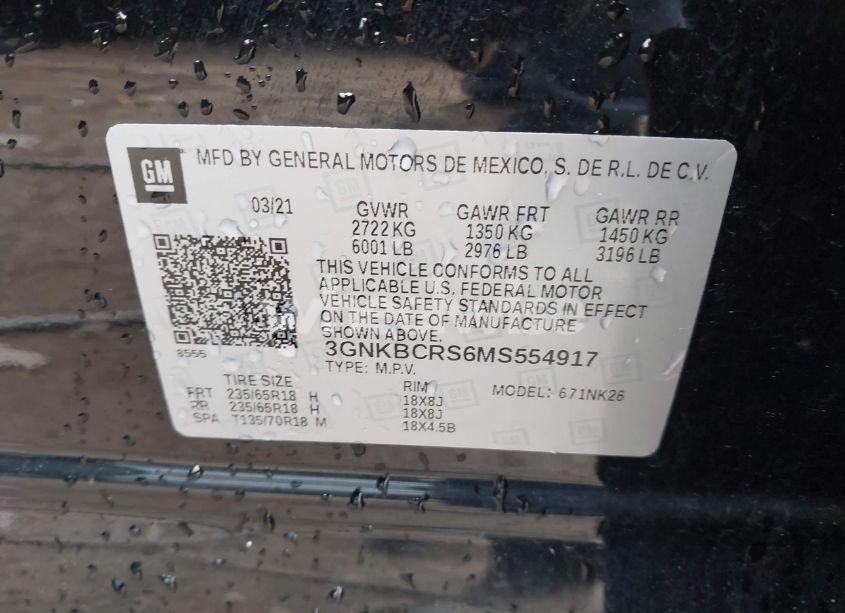 GM
MFD BY GENERAL MOTORS DE MEXICO, S. DE R.L. DE C.V.
03/21 GVWR GAWR FRT GAWR RR
2722 KG 1350 KG 1450 KG
6001 LB 2976 LB 3196 LB
THIS VEHICLE CONFORMS TO ALL
APPLICABLE U.S. FEDERAL MOTOR
VEHICLE SAFETY STANDARDS IN EFFECT
ON THE DATE OF MANUFACTURE
SHOWN ABOVE.
8555
3GNKBCRS6MS554917
TYPE: M.P.V.
TIRE SIZE RIM MODEL: 671NK26
FRT 235/65R18 H 18X8J
RR 235/65R18 H 18X8J
SPA T135/70R18 M 18X4.5B